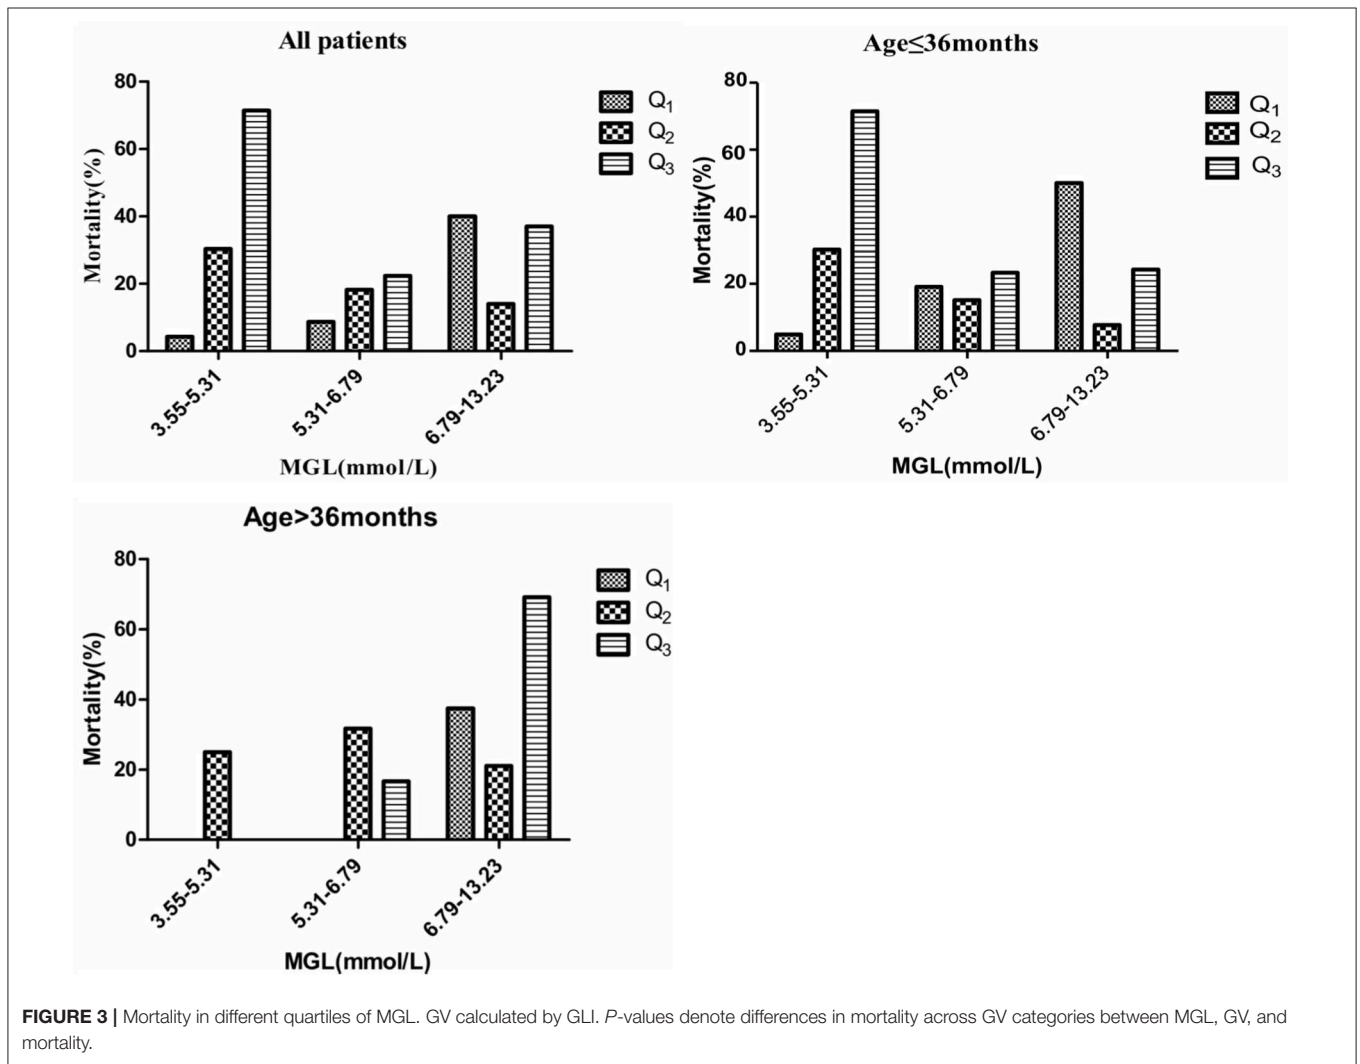 All patients
80
60
40
20
0
Mortality(%)
Q1
Q2
Q3
3.55-5.31
5.31-6.79
6.79-13.23
MGL(mmol/L)
Age≤36months
80
60
40
20
0
Mortality(%)
Q1
Q2
Q3
3.55-5.31
5.31-6.79
6.79-13.23
MGL(mmol/L)
Age>36months
80
60
40
20
0
Mortality(%)
Q1
Q2
Q3
3.55-5.31
5.31-6.79
6.79-13.23
MGL(mmol/L)
FIGURE 3 | Mortality in different quartiles of MGL. GV calculated by GLI. P-values denote differences in mortality across GV categories between MGL, GV, and
mortality.